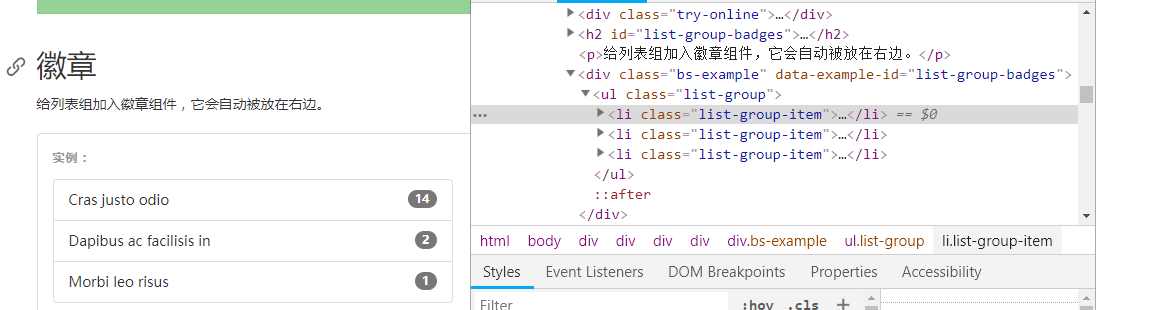 徽章
给列表组加入徽章组件，它会自动被放在右边。
实例：
Cras justo odio 14
Dapibus ac facilisis in 2
Morbi leo risus 1
<div class="try-online">…</div>
<h2 id="list-group-badges">…</h2>
<p>给列表组加入徽章组件，它会自动被放在右边。</p>
<div class="bs-example" data-example-id="list-group-badges">
<ul class="list-group">
… <li class="list-group-item">…</li> == $0
<li class="list-group-item">…</li>
<li class="list-group-item">…</li>
</ul>
::after
</div>
html body div div div div div.bs-example ul.list-group li.list-group-item
Styles Event Listeners DOM Breakpoints Properties Accessibility
Filter :hov .cls +